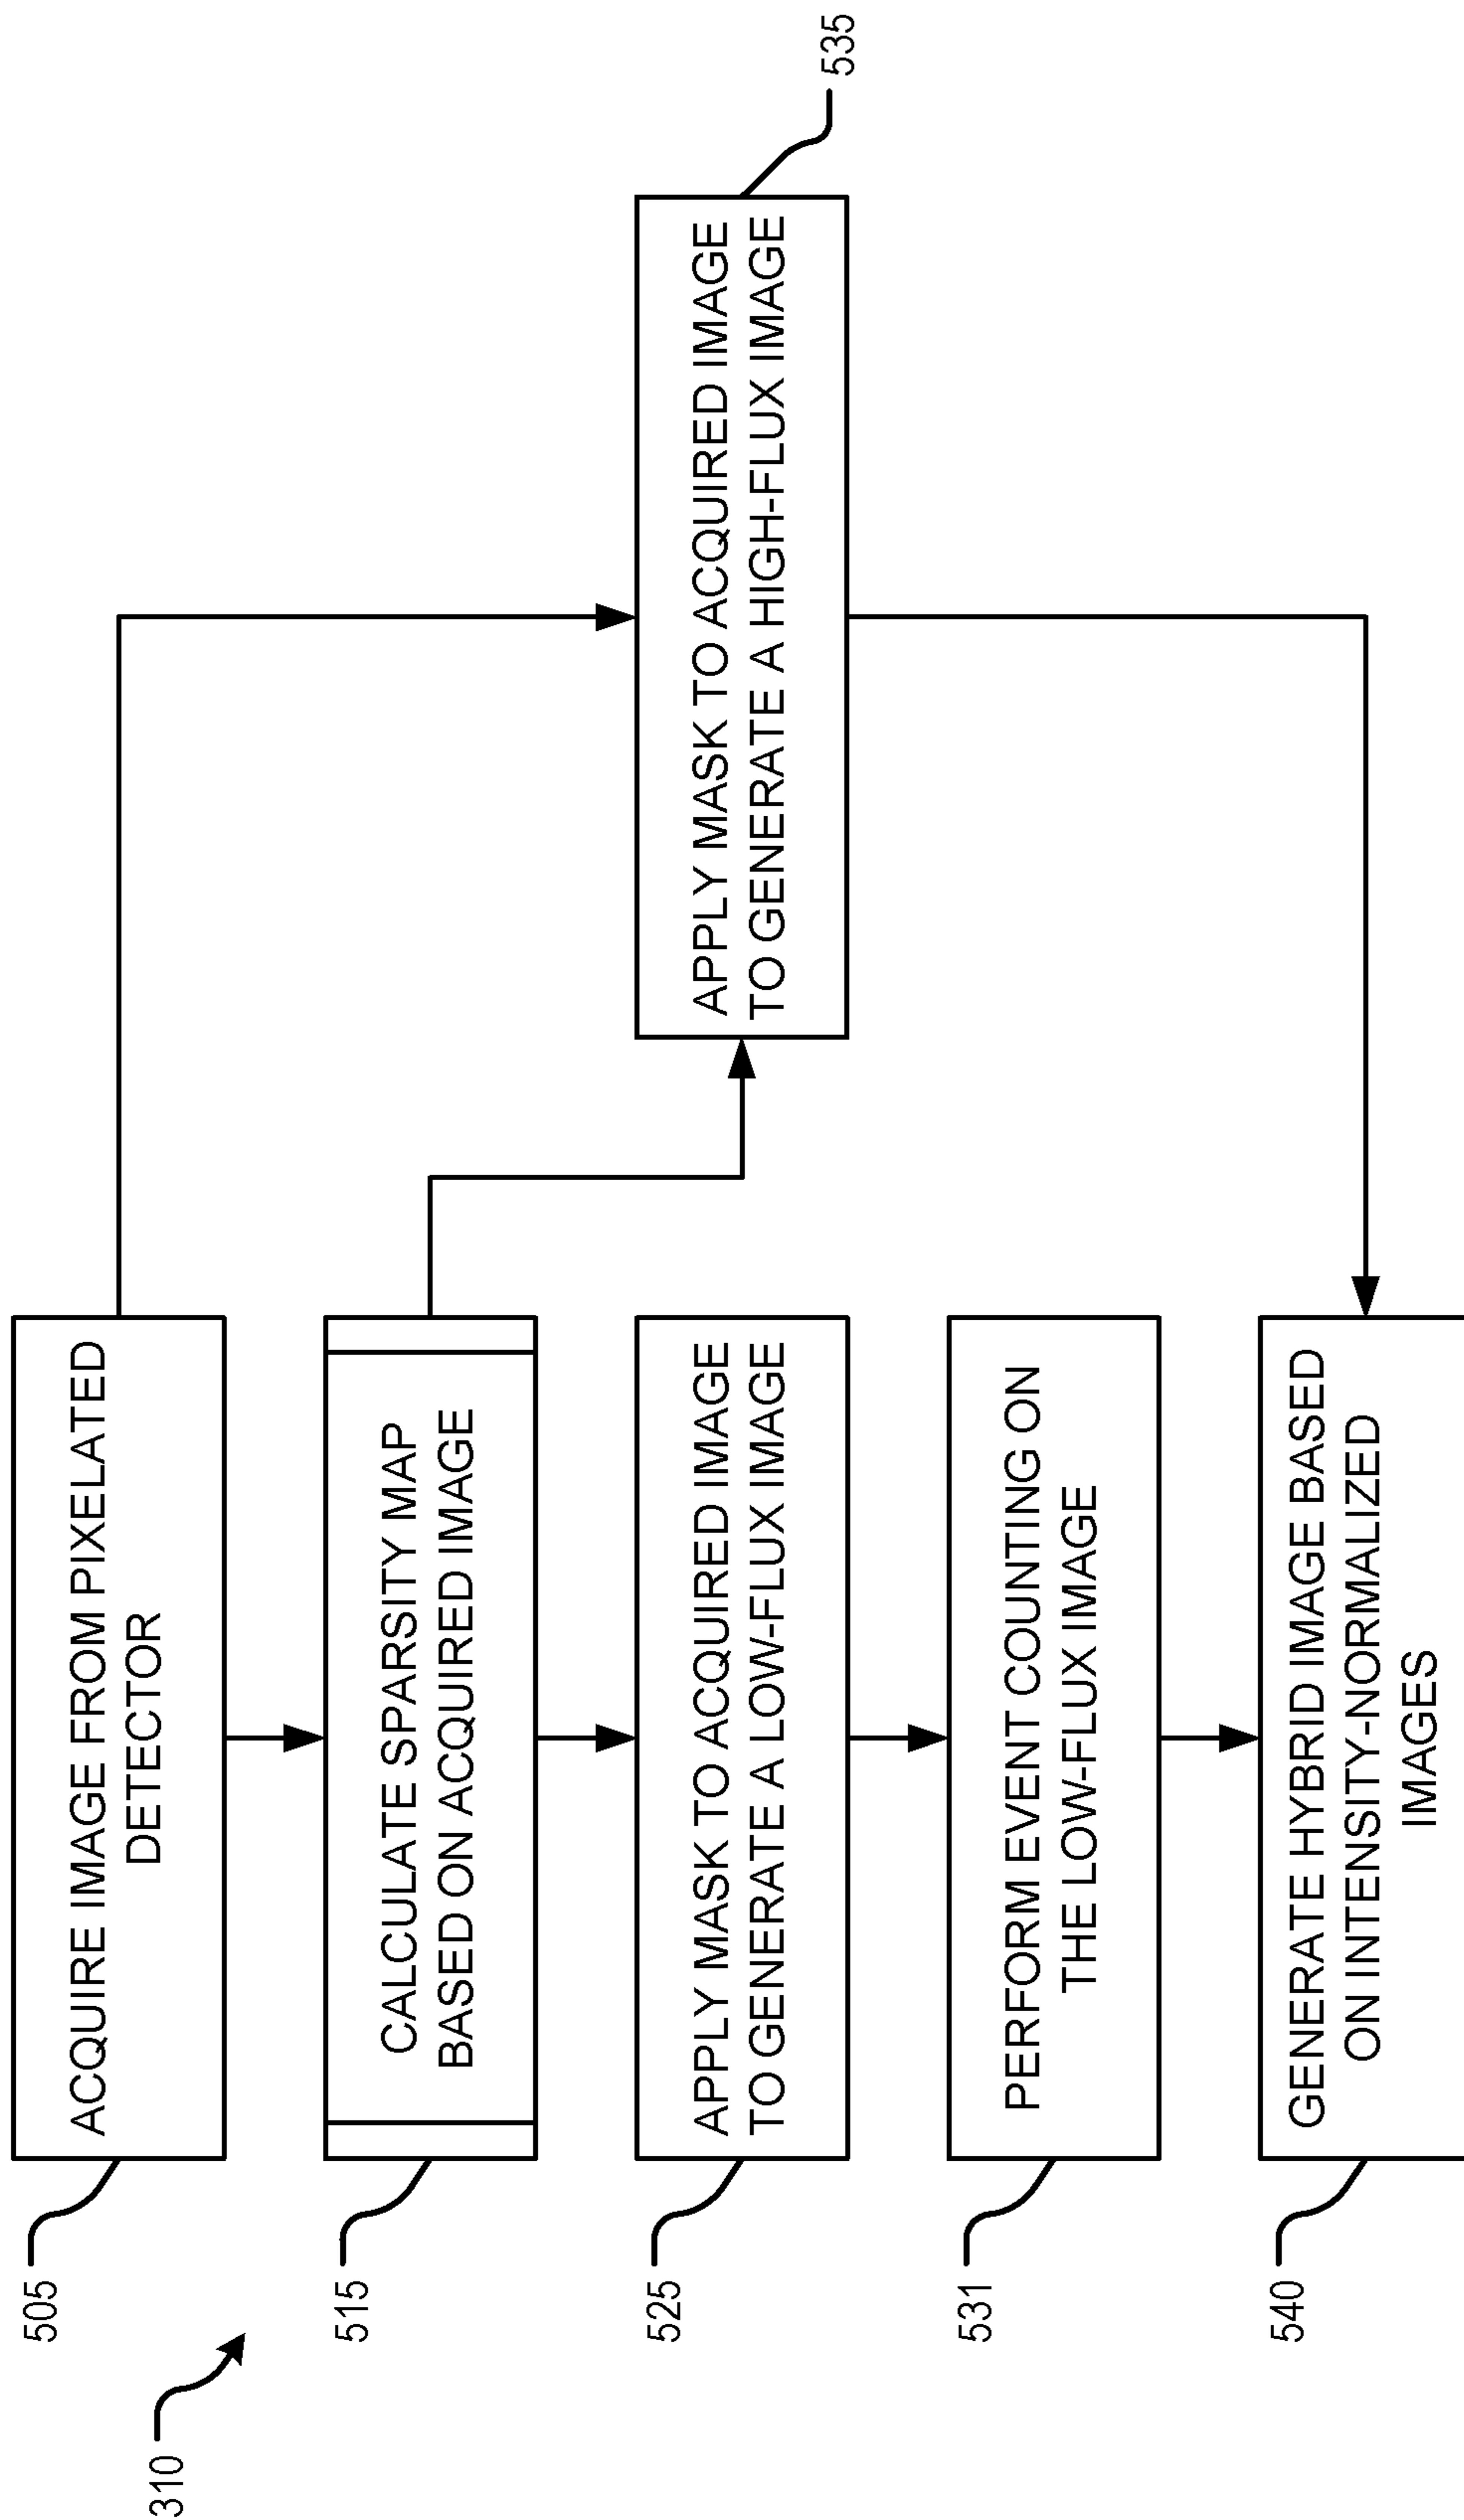 310
505
ACQUIRE IMAGE FROM PIXELATED
DETECTOR
515
CALCULATE SPARSITY MAP
BASED ON ACQUIRED IMAGE
525
APPLY MASK TO ACQUIRED IMAGE
TO GENERATE A LOW-FLUX IMAGE
535
APPLY MASK TO ACQUIRED IMAGE
TO GENERATE A HIGH-FLUX IMAGE
531
PERFORM EVENT COUNTING ON
THE LOW-FLUX IMAGE
540
GENERATE HYBRID IMAGE BASED
ON INTENSITY-NORMALIZED
IMAGES